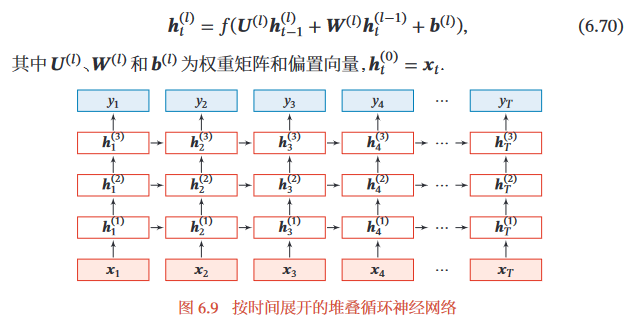 h_t^{(l)} = f(U^{(l)} h_{t-1}^{(l)} + W^{(l)} h_t^{(l-1)} + b^{(l)}), (6.70)
其中 U^{(l)}、W^{(l)} 和 b^{(l)} 为权重矩阵和偏置向量, h_t^{(0)} = x_t.
y_1 y_2 y_3 y_4 ⋯ y_T
h_1^{(3)} h_2^{(3)} h_3^{(3)} h_4^{(3)} ⋯ h_T^{(3)}
h_1^{(2)} h_2^{(2)} h_3^{(2)} h_4^{(2)} ⋯ h_T^{(2)}
h_1^{(1)} h_2^{(1)} h_3^{(1)} h_4^{(1)} ⋯ h_T^{(1)}
x_1 x_2 x_3 x_4 ⋯ x_T
图 6.9 按时间展开的堆叠循环神经网络